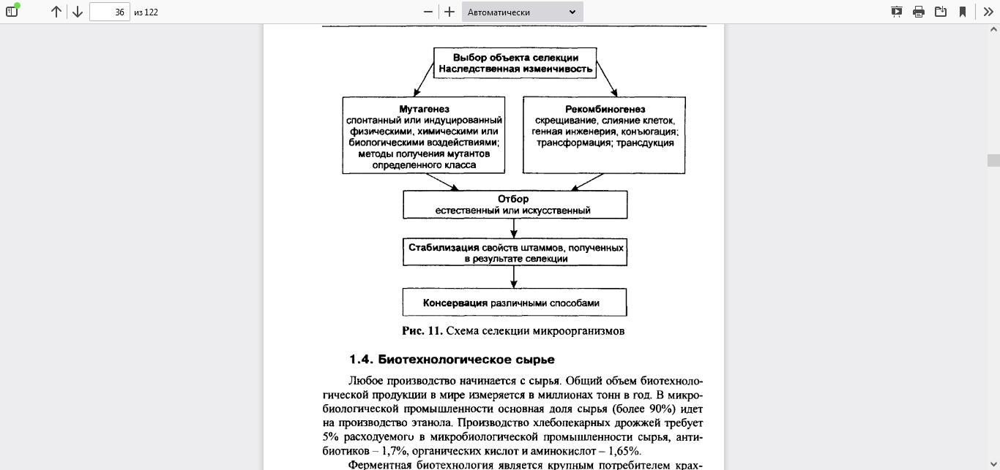 36 из 122 Автоматически
Выбор объекта селекции
Наследственная изменчивость
Мутагенез
спонтанный или индуцированный
физическими, химическими или
биологическими воздействиями;
методы получения мутантов
определенного класса
Рекомбиногенез
скрещивание, слияние клеток,
генная инженерия, конъюгация;
трансформация; трансдукция
Отбор
естественный или искусственный
Стабилизация свойств штаммов, полученных
в результате селекции
Консервация различными способами
Рис. 11. Схема селекции микроорганизмов
1.4. Биотехнологическое сырье
Любое производство начинается с сырья. Общий объем биотехноло-
гической продукции в мире измеряется в миллионах тонн в год. В микро-
биологической промышленности основная доля сырья (более 90%) идет
на производство этанола. Производство хлебопекарных дрожжей требует
5% расходуемого в микробиологической промышленности сырья, анти-
биотиков – 1,7%, органических кислот и аминокислот – 1,65%.
Ферментная биотехнология является крупным потребителем крах-